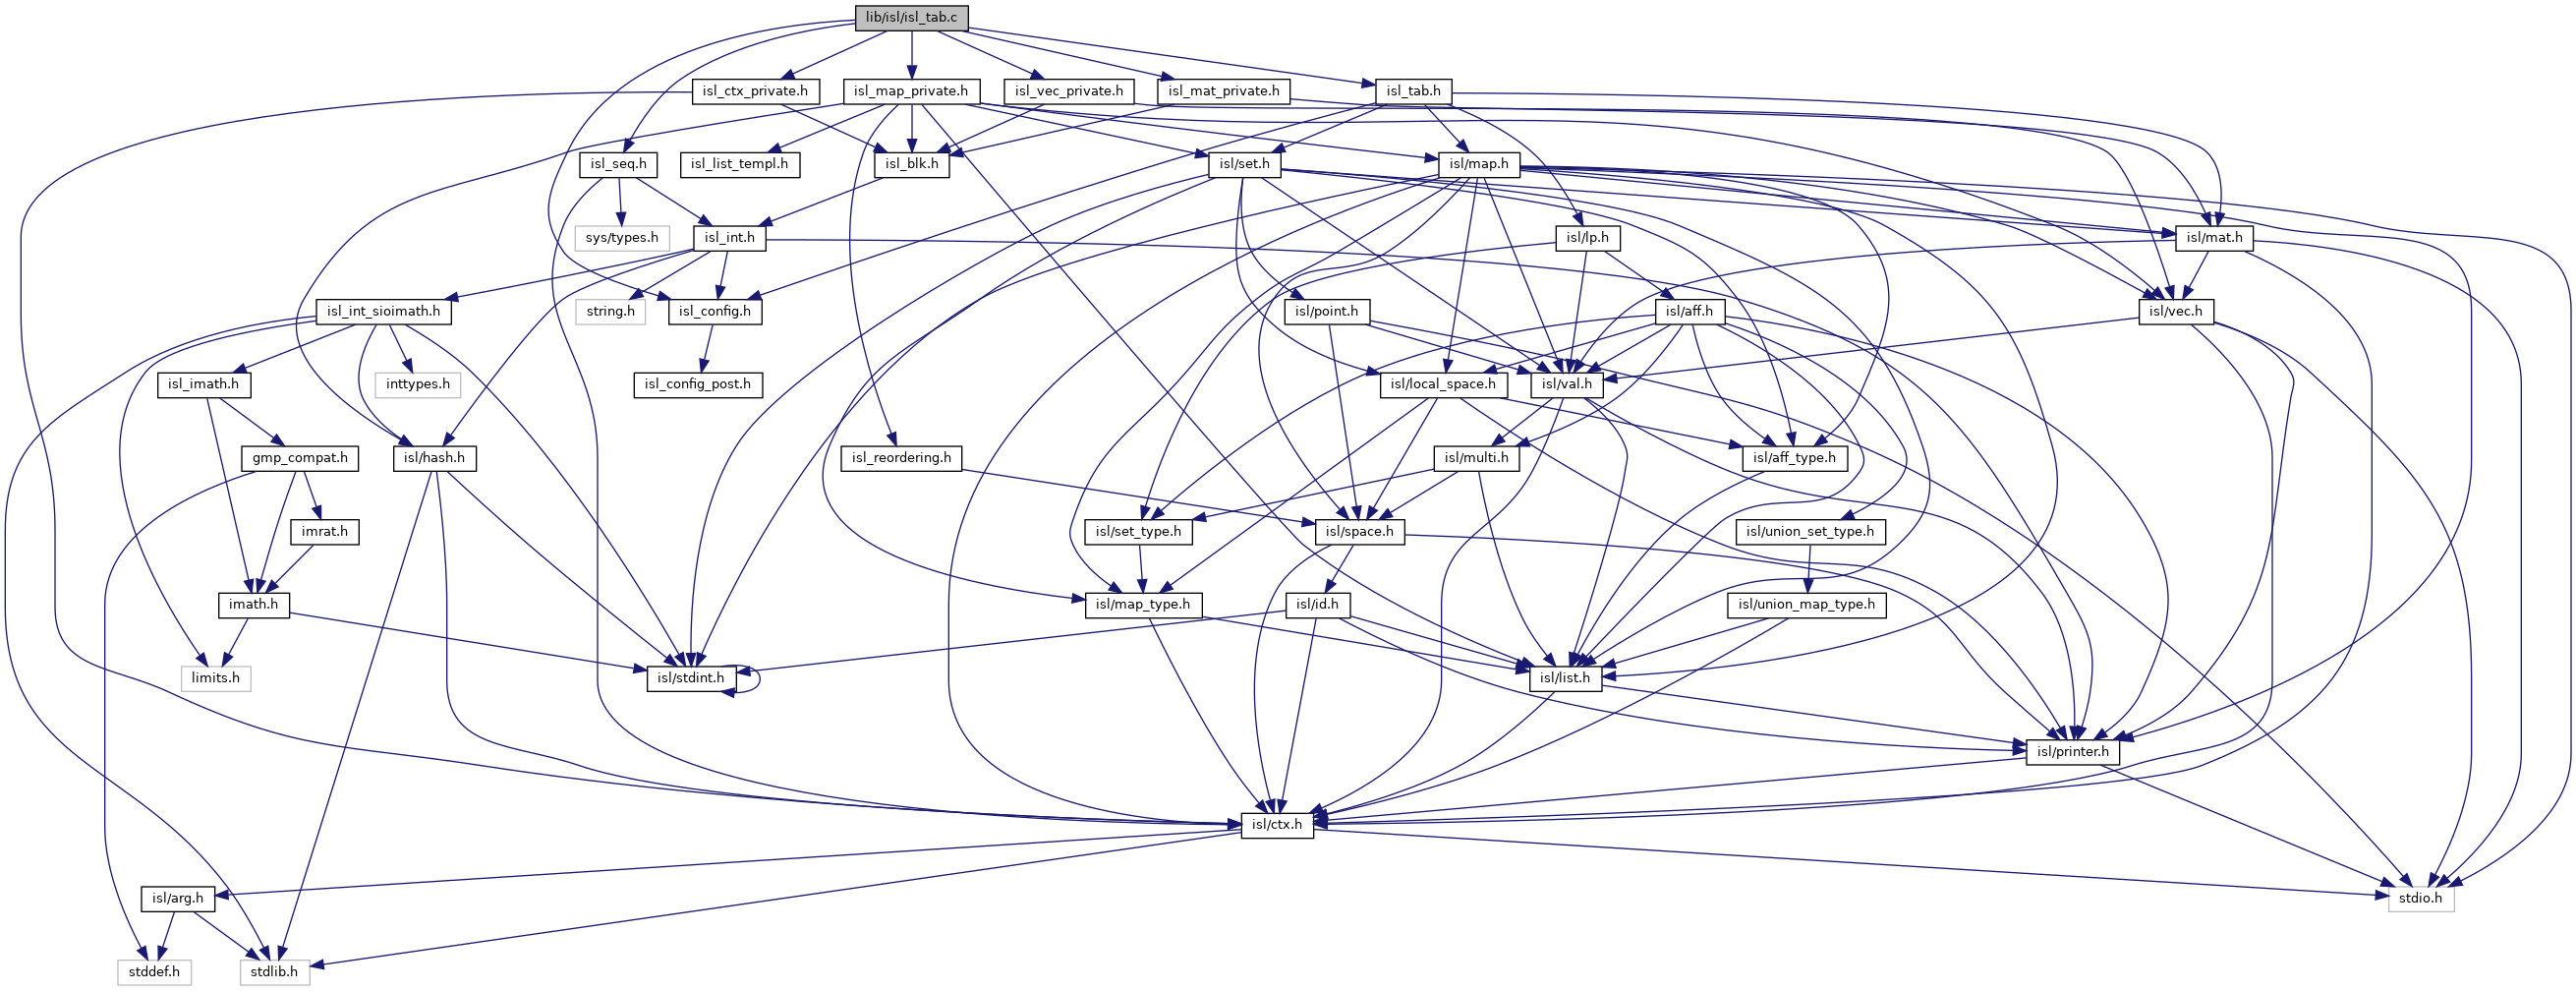 lib/isl/isl_tab.c
isl_ctx_private.h
isl_map_private.h
isl_vec_private.h
isl_mat_private.h
isl_tab.h
isl_seq.h
isl_list_templ.h
isl_blk.h
isl/set.h
isl/map.h
sys/types.h
isl_int.h
isl/lp.h
isl/mat.h
isl_int_sioimath.h
string.h
isl_config.h
isl/point.h
isl/aff.h
isl/vec.h
isl_imath.h
inttypes.h
isl_config_post.h
isl/local_space.h
isl/val.h
gmp_compat.h
isl/hash.h
isl_reordering.h
isl/multi.h
isl/aff_type.h
imrat.h
isl/set_type.h
isl/space.h
isl/union_set_type.h
imath.h
isl/map_type.h
isl/id.h
isl/union_map_type.h
limits.h
isl/stdint.h
isl/list.h
isl/printer.h
isl/ctx.h
isl/arg.h
stdio.h
stddef.h
stdlib.h